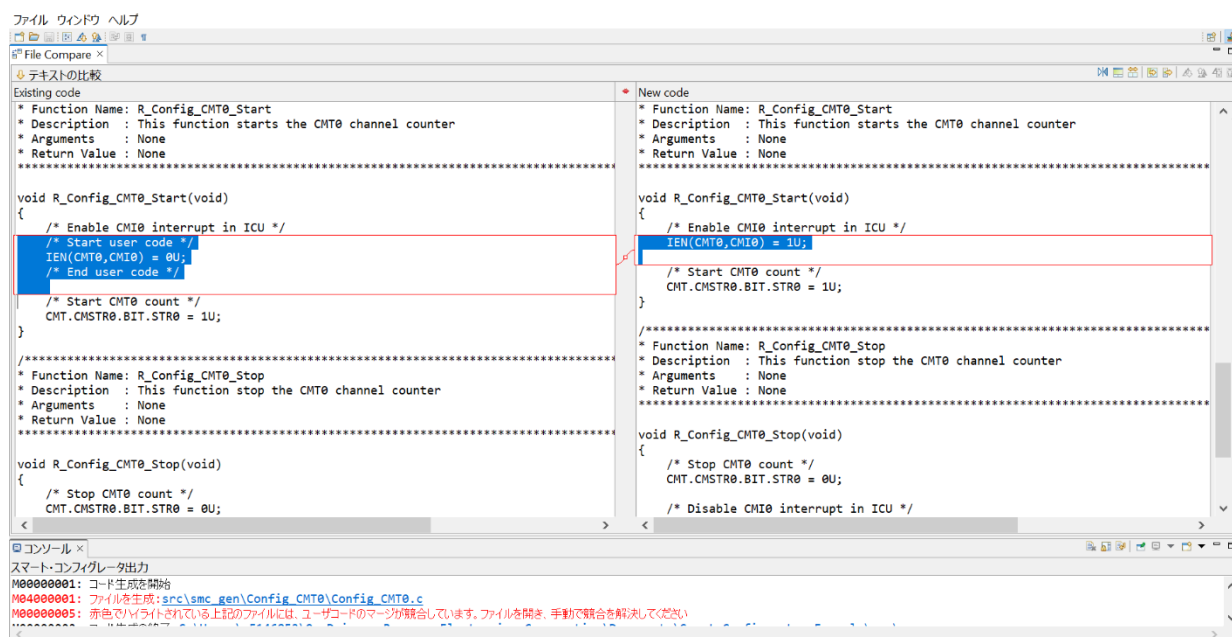 ファイル ウィンドウ ヘルプ
File Compare ×
テキストの比較
Existing code
* Function Name: R_Config_CMT0_Start
* Description  : This function starts the CMT0 channel counter
* Arguments    : None
* Return Value : None
***********************************************************************************
void R_Config_CMT0_Start(void)
{
    /* Enable CMI0 interrupt in ICU */
    /* Start user code */
    IEN(CMT0,CMI0) = 0U;
    /* End user code */
    /* Start CMT0 count */
    CMT.CMSTR0.BIT.STR0 = 1U;
}
/**********************************************************************************
* Function Name: R_Config_CMT0_Stop
* Description  : This function stop the CMT0 channel counter
* Arguments    : None
* Return Value : None
***********************************************************************************
void R_Config_CMT0_Stop(void)
{
    /* Stop CMT0 count */
    CMT.CMSTR0.BIT.STR0 = 0U;
New code
* Function Name: R_Config_CMT0_Start
* Description  : This function starts the CMT0 channel counter
* Arguments    : None
* Return Value : None
********************************************************************************
void R_Config_CMT0_Start(void)
{
    /* Enable CMI0 interrupt in ICU */
    IEN(CMT0,CMI0) = 1U;
    /* Start CMT0 count */
    CMT.CMSTR0.BIT.STR0 = 1U;
}
/*******************************************************************************
* Function Name: R_Config_CMT0_Stop
* Description  : This function stop the CMT0 channel counter
* Arguments    : None
* Return Value : None
********************************************************************************
void R_Config_CMT0_Stop(void)
{
    /* Stop CMT0 count */
    CMT.CMSTR0.BIT.STR0 = 0U;
    /* Disable CMI0 interrupt in ICU */
コンソール ×
スマート・コンフィグレータ出力
M00000001: コード生成を開始
M04000001: ファイルを生成:src\smc_gen\Config_CMT0\Config_CMT0.c
M00000005: 赤色でハイライトされている上記のファイルには、ユーザコードのマージが競合しています。ファイルを開き、手動で競合を解決してください